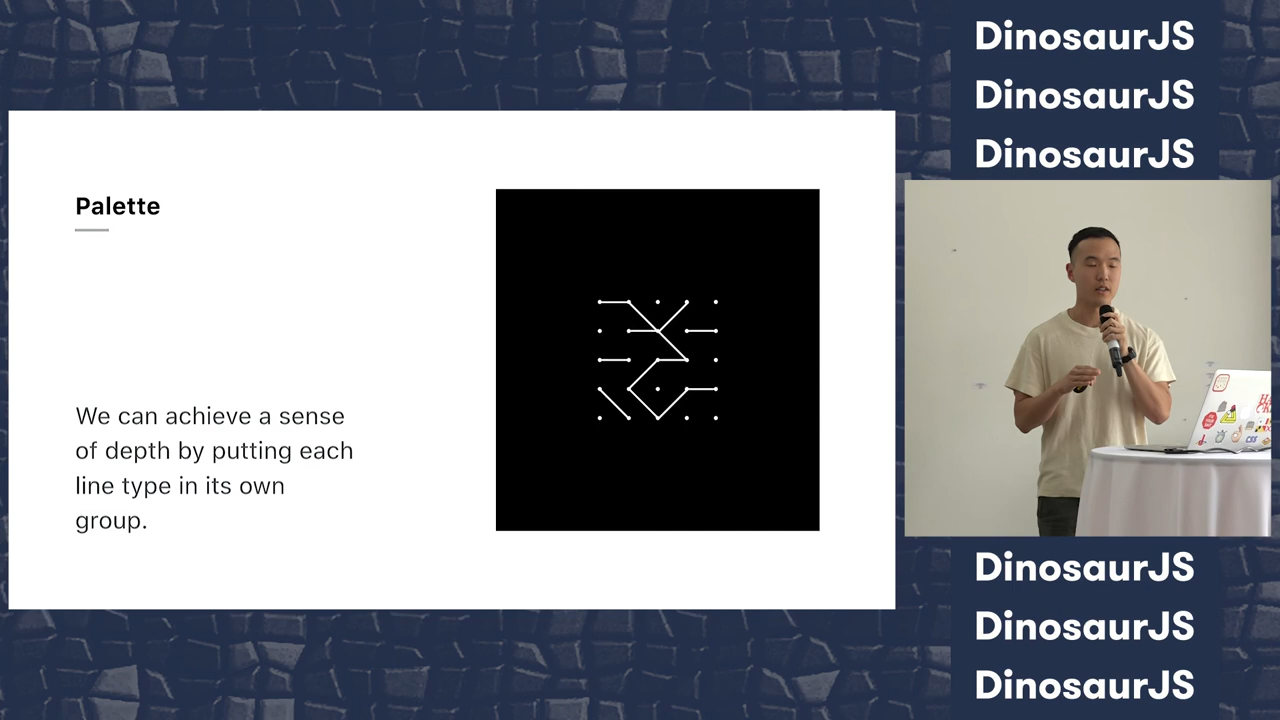 DinosaurJS
DinosaurJS
DinosaurJS
Palette
We can achieve a sense
of depth by putting each
line type in its own
group.
CSS
DinosaurJS
DinosaurJS
DinosaurJS